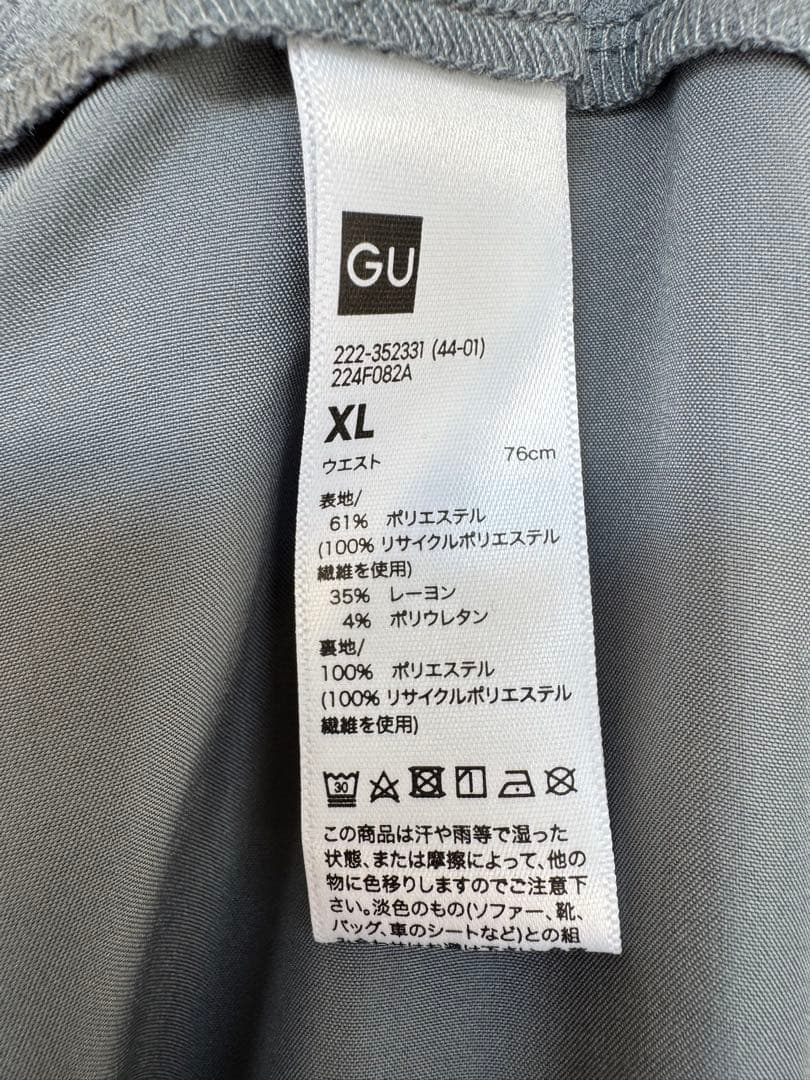 GU
222-352331 (44-01)
224F082A
XL
ウエスト 76cm
表地/
61% ポリエステル
(100% リサイクルポリエステル
繊維を使用)
35% レーヨン
4% ポリウレタン
裏地/
100% ポリエステル
(100% リサイクルポリエステル
繊維を使用)
30
この商品は汗や雨等で湿った
状態、または摩擦によって、他の
物に色移りしますのでご注意下
さい。淡色のもの(ソファー、靴、
バッグ、車のシートなど)との組